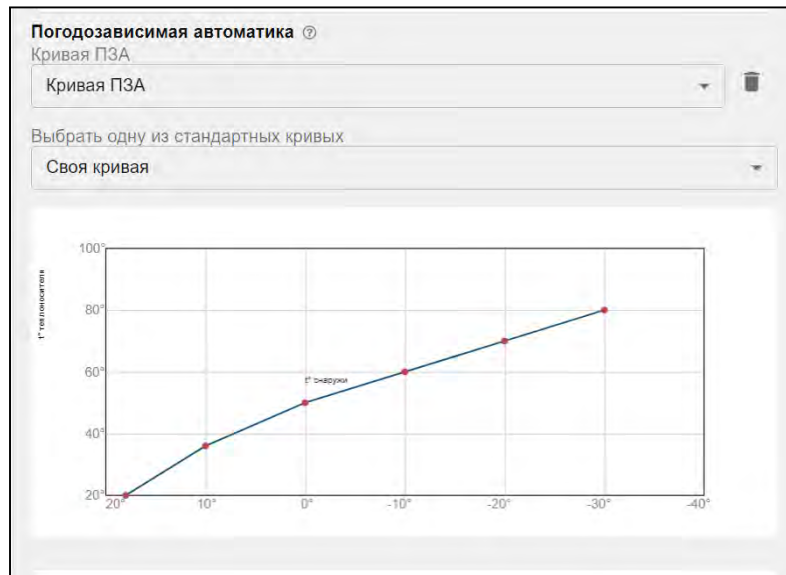 Погодозависимая автоматика
Кривая ПЗА
Кривая ПЗА
Выбрать одну из стандартных кривых
Своя кривая
100°
80°
60°
40°
20°
t° теплоносителя
t° снаружи
20°
10°
0°
-10°
-20°
-30°
-40°